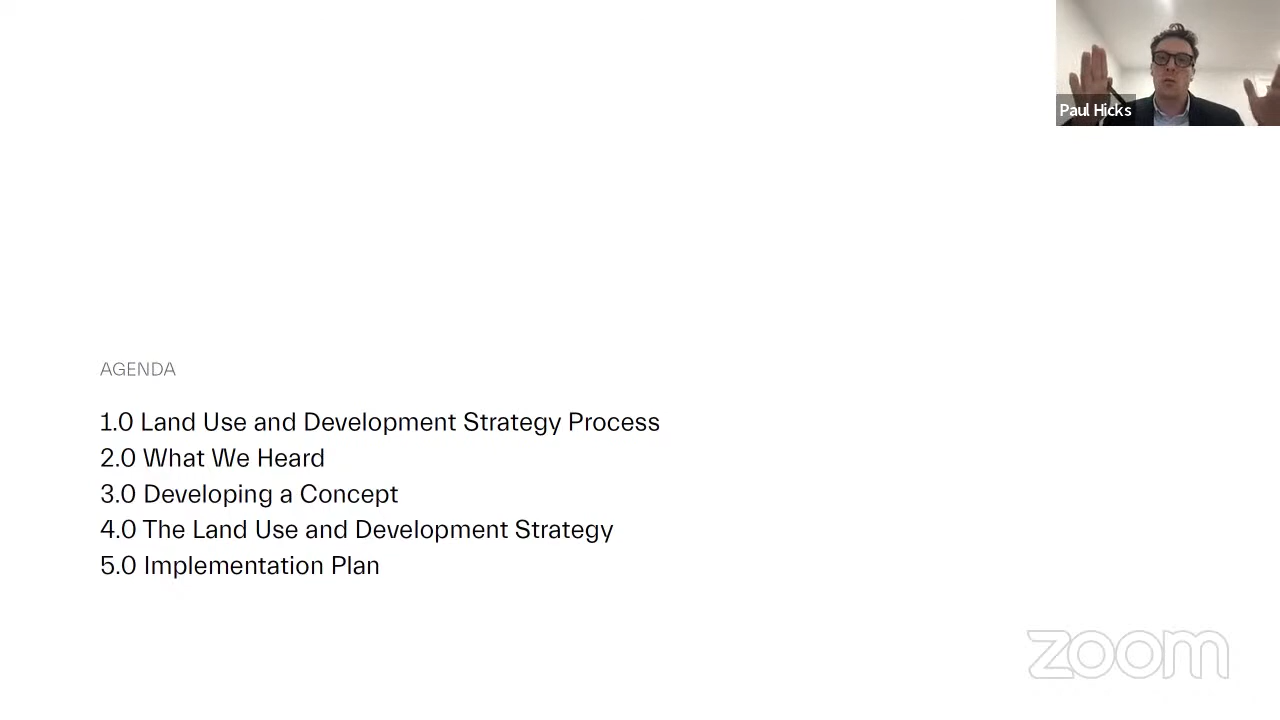 Paul Hicks
AGENDA
1.0 Land Use and Development Strategy Process
2.0 What We Heard
3.0 Developing a Concept
4.0 The Land Use and Development Strategy
5.0 Implementation Plan
zoom